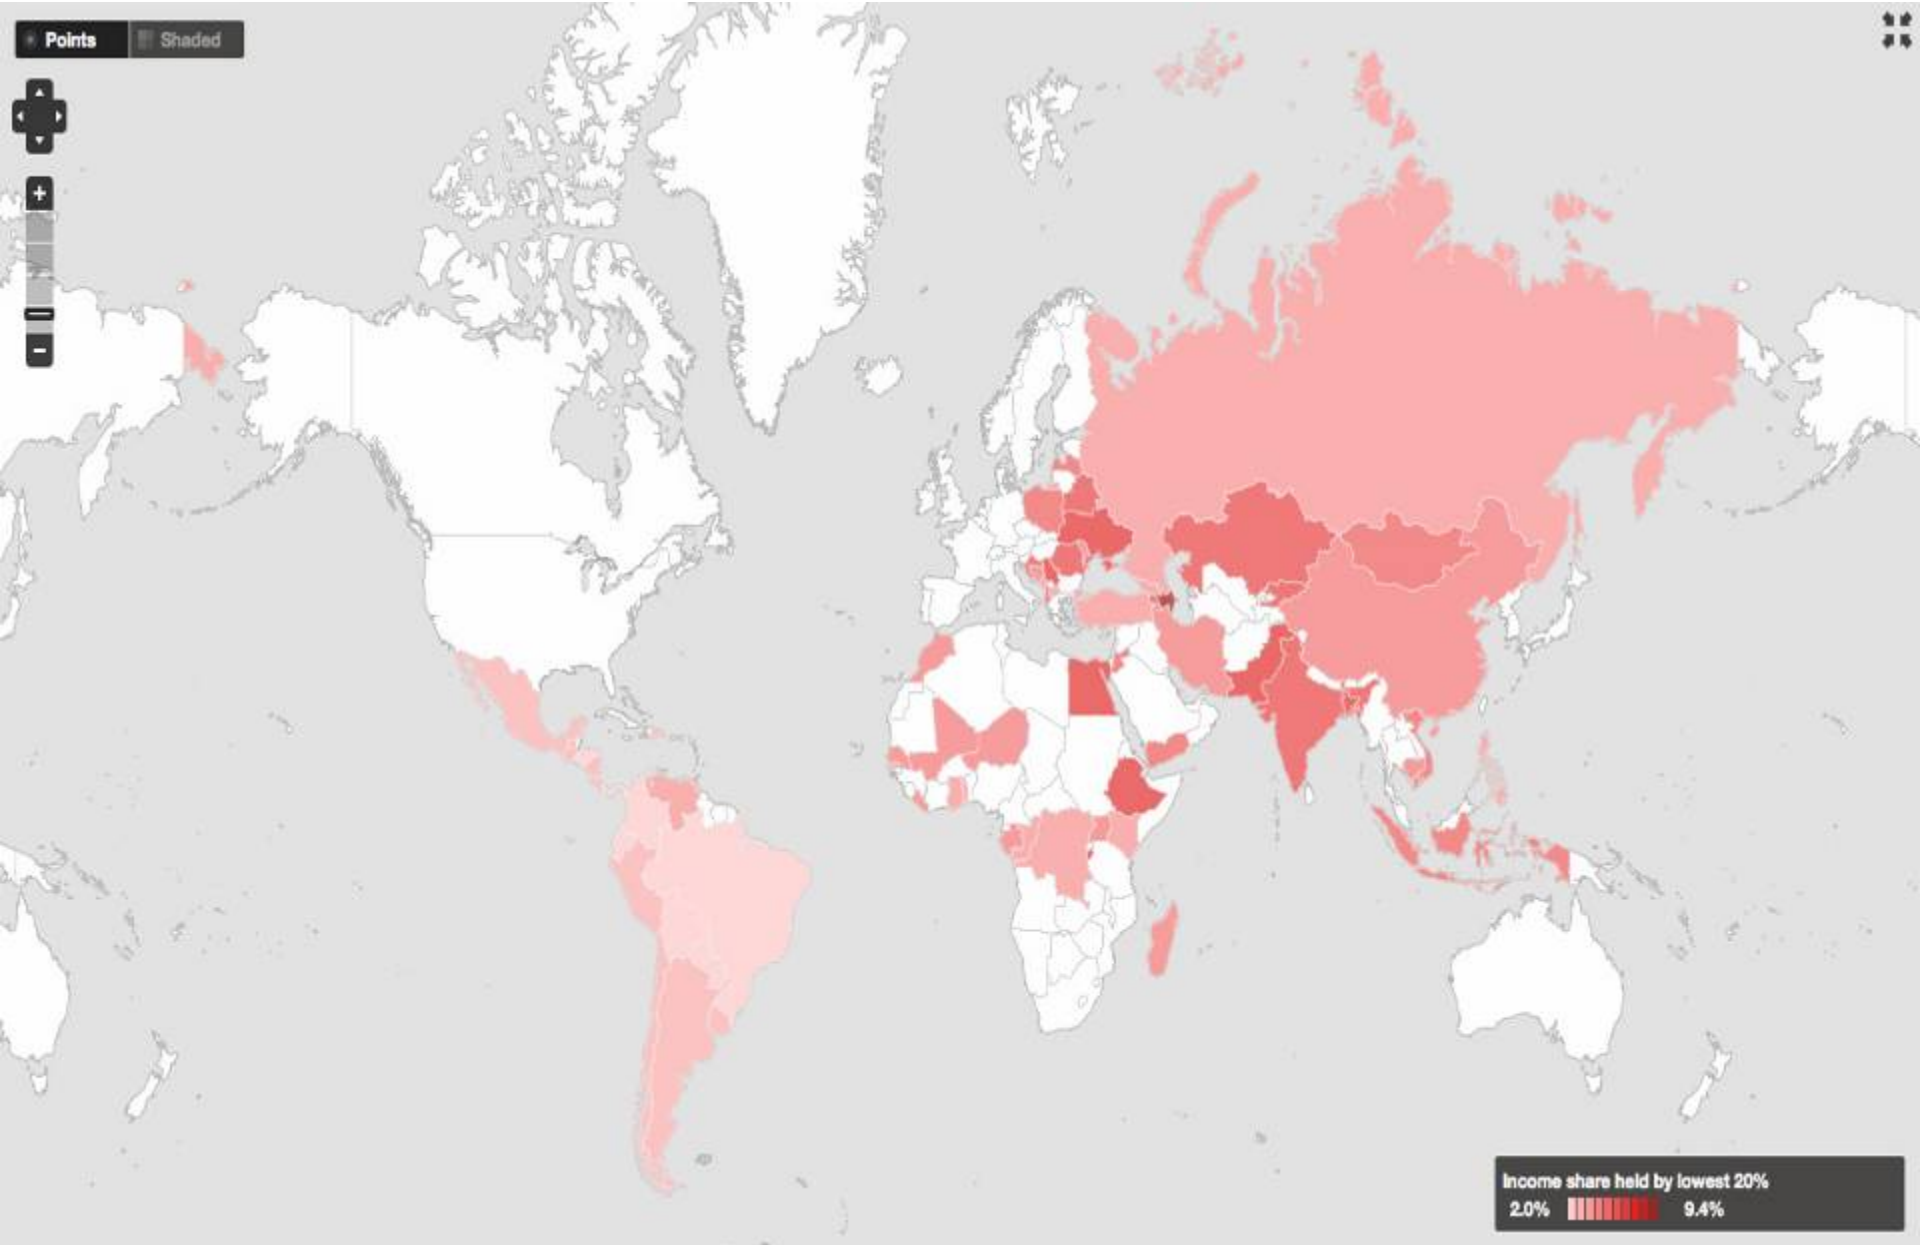 Points
Shaded
+
−
Income share held by lowest 20%
2.0%
9.4%